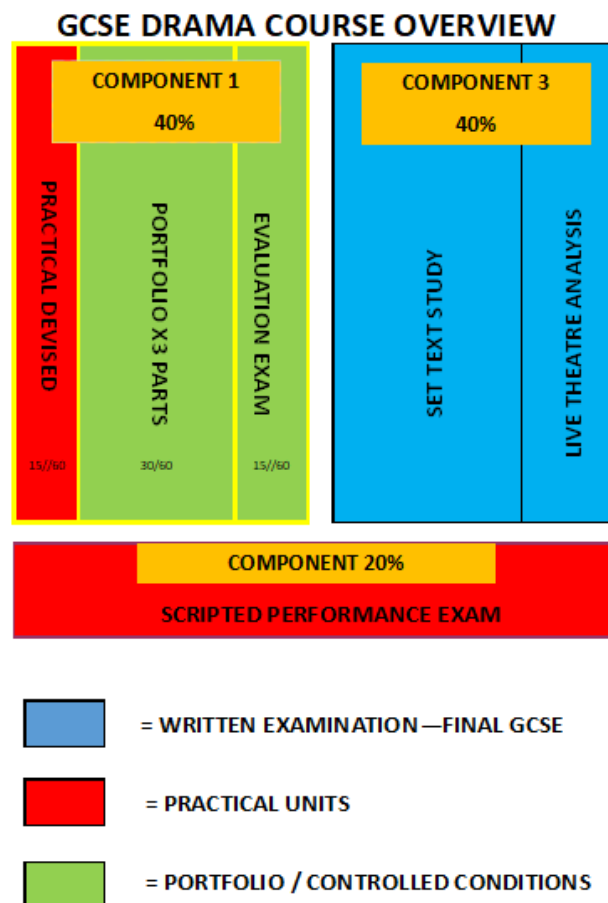 GCSE DRAMA COURSE OVERVIEW
COMPONENT 1
40%
PRACTICAL DEVISED
15//60
PORTFOLIO X3 PARTS
30/60
EVALUATION EXAM
15//60
COMPONENT 3
40%
SET TEXT STUDY
LIVE THEATRE ANALYSIS
COMPONENT 20%
SCRIPTED PERFORMANCE EXAM
= WRITTEN EXAMINATION—FINAL GCSE
= PRACTICAL UNITS
= PORTFOLIO / CONTROLLED CONDITIONS